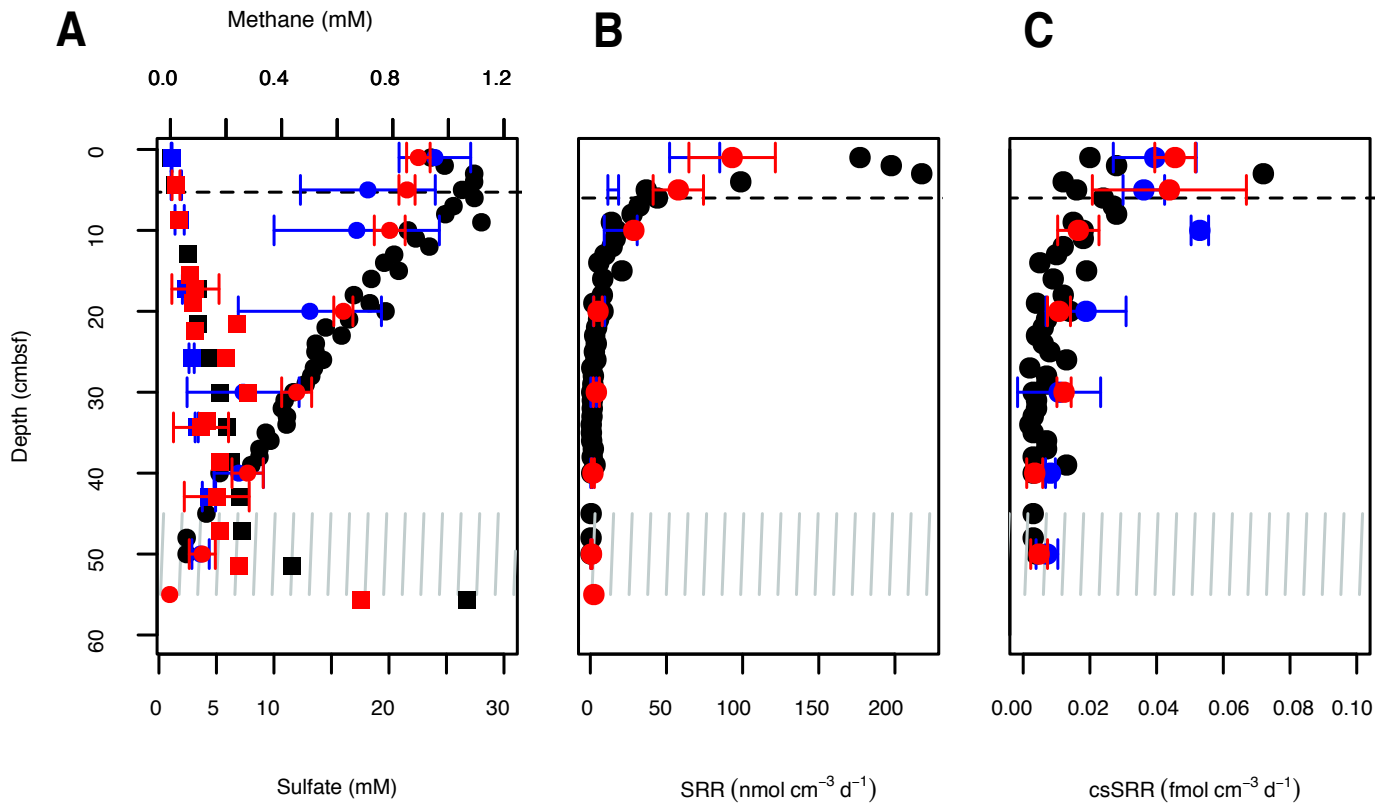 A
B
C
Methane (mM)
0.0 0.4 0.8 1.2
Depth (cmbsf)
0
10
20
30
40
50
60
0 5 10 20 30
0 50 100 200
0.00 0.02 0.04 0.06 0.08 0.10
Sulfate (mM)
SRR (nmol cm⁻³ d⁻¹)
csSRR (fmol cm⁻³ d⁻¹)